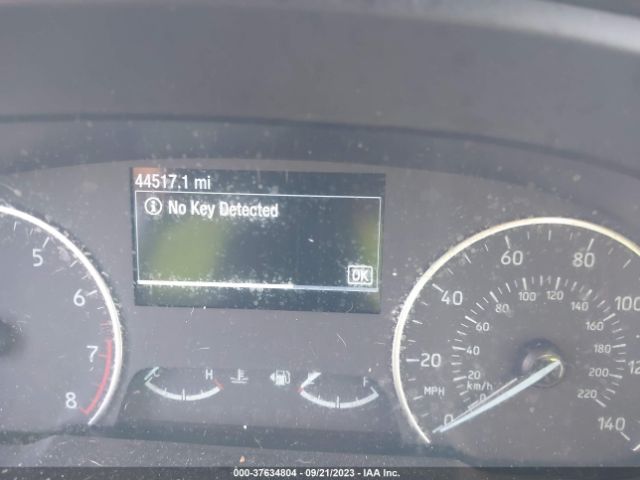 44517.1 mi
No Key Detected
OK
5
6
7
8
C H
F
0 20 40 60 80 100 120 140
MPH
km/h
0 20 40 60 80 100 120 140 160 180 200 220
000-37634804 - 09/21/2023 - IAA Inc.